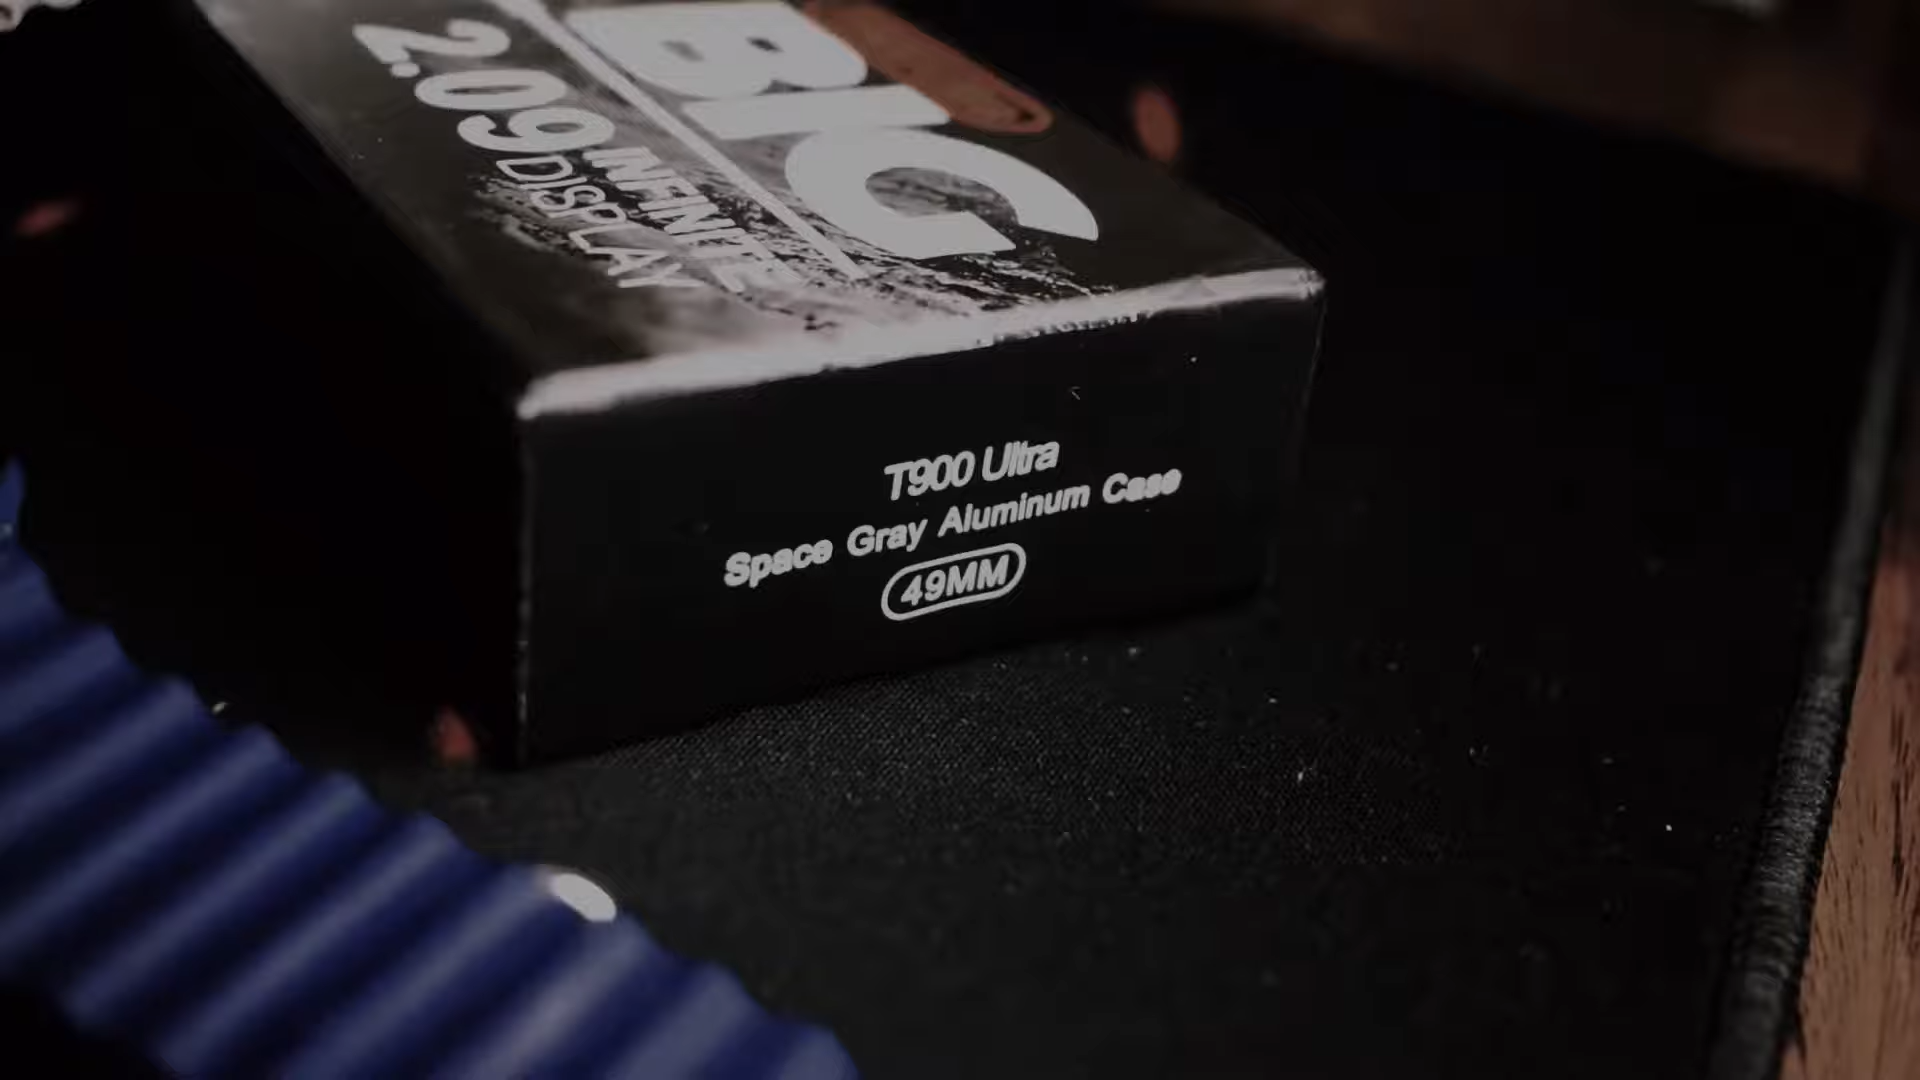 BIG
2.09 INFINITE
DISPLAY
T900 Ultra
Space Gray Aluminum Case
49MM